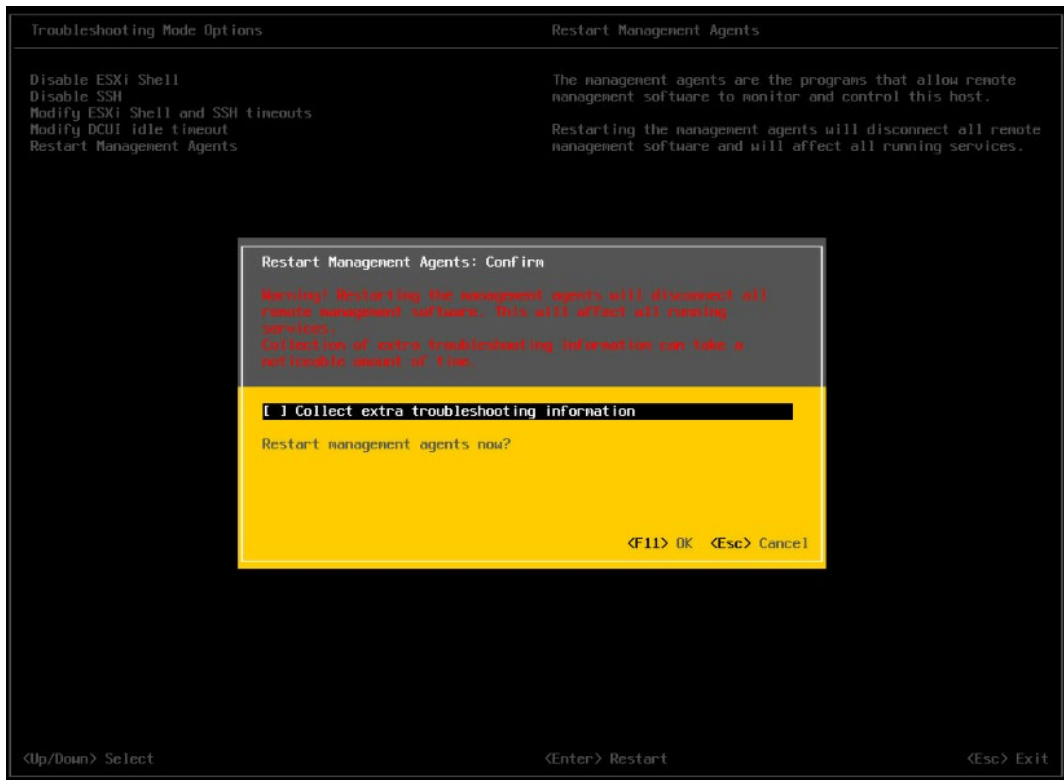 Troubleshooting Mode Options
Restart Management Agents
Disable ESXi Shell
Disable SSH
Modify ESXi Shell and SSH timeouts
Modify DCUI idle timeout
Restart Management Agents
The management agents are the programs that allow remote
management software to monitor and control this host.
Restarting the management agents will disconnect all remote
management software and will affect all running services.
Restart Management Agents: Confirm
Warning! Restarting the management agents will disconnect all
remote management software. This will affect all running
services.
Collection of extra troubleshooting information can take a
noticeable amount of time.
[ ] Collect extra troubleshooting information
Restart management agents now?
<F11> OK <Esc> Cancel
<Up/Down> Select
<Enter> Restart
<Esc> Exit